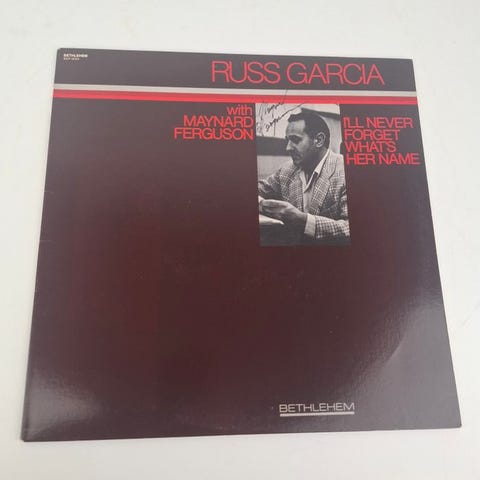 BETHLEHEM
RUSS GARCIA
with
MAYNARD
FERGUSON
I'LL NEVER
FORGET
WHAT'S
HER NAME
BETHLEHEM